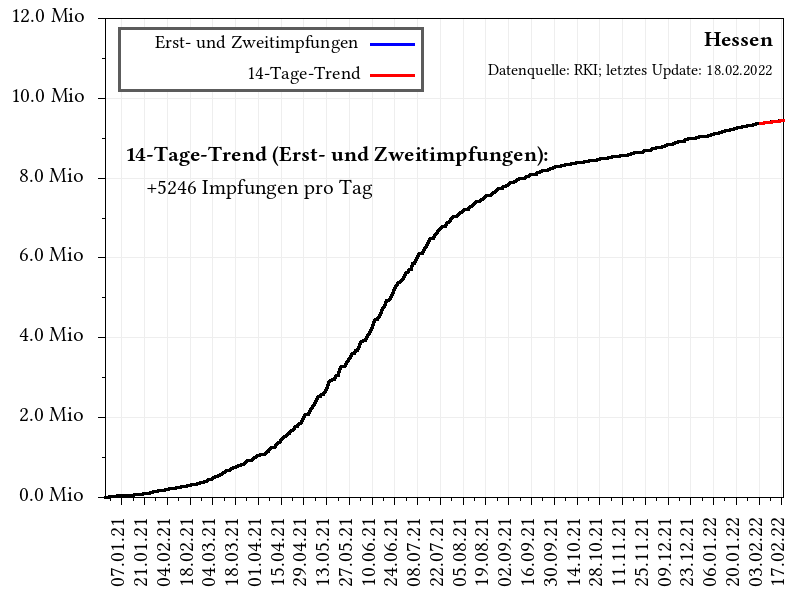 12.0 Mio
10.0 Mio
8.0 Mio
6.0 Mio
4.0 Mio
2.0 Mio
0.0 Mio
Erst- und Zweitimpfungen
14-Tage-Trend
Hessen
Datenquelle: RKI; letztes Update: 18.02.2022
14-Tage-Trend (Erst- und Zweitimpfungen):
+5246 Impfungen pro Tag
07.01.21
21.01.21
04.02.21
18.02.21
04.03.21
18.03.21
01.04.21
15.04.21
29.04.21
13.05.21
27.05.21
10.06.21
24.06.21
08.07.21
22.07.21
05.08.21
19.08.21
02.09.21
16.09.21
30.09.21
14.10.21
28.10.21
11.11.21
25.11.21
09.12.21
23.12.21
06.01.22
20.01.22
03.02.22
17.02.22